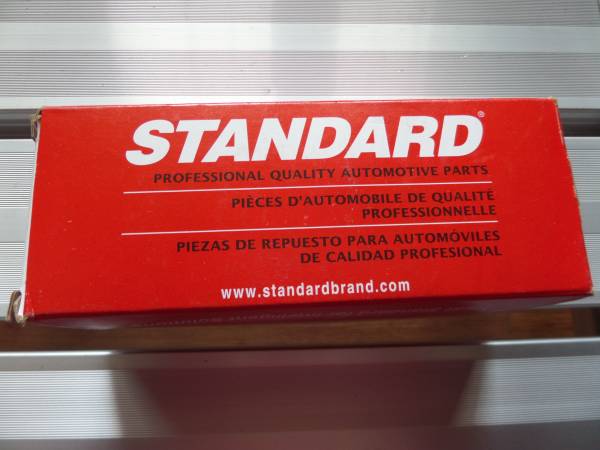 STANDARD®
PROFESSIONAL QUALITY AUTOMOTIVE PARTS
PIÈCES D'AUTOMOBILE DE QUALITÉ
PROFESSIONNELLE
PIEZAS DE REPUESTO PARA AUTOMÓVILES
DE CALIDAD PROFESIONAL
www.standardbrand.com